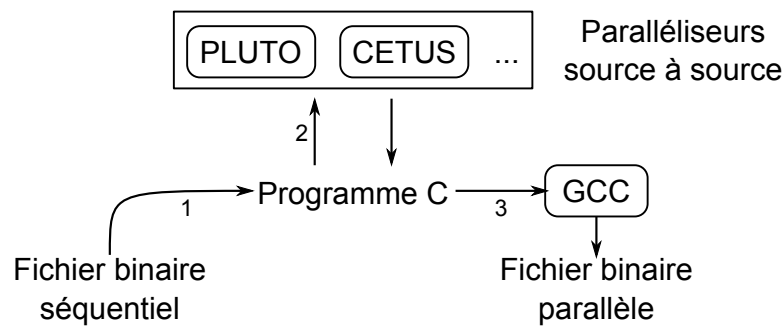 PLUTO CETUS ...
Paralléliseurs
source à source
2
Programme C
1
3
GCC
Fichier binaire
séquentiel
Fichier binaire
parallèle